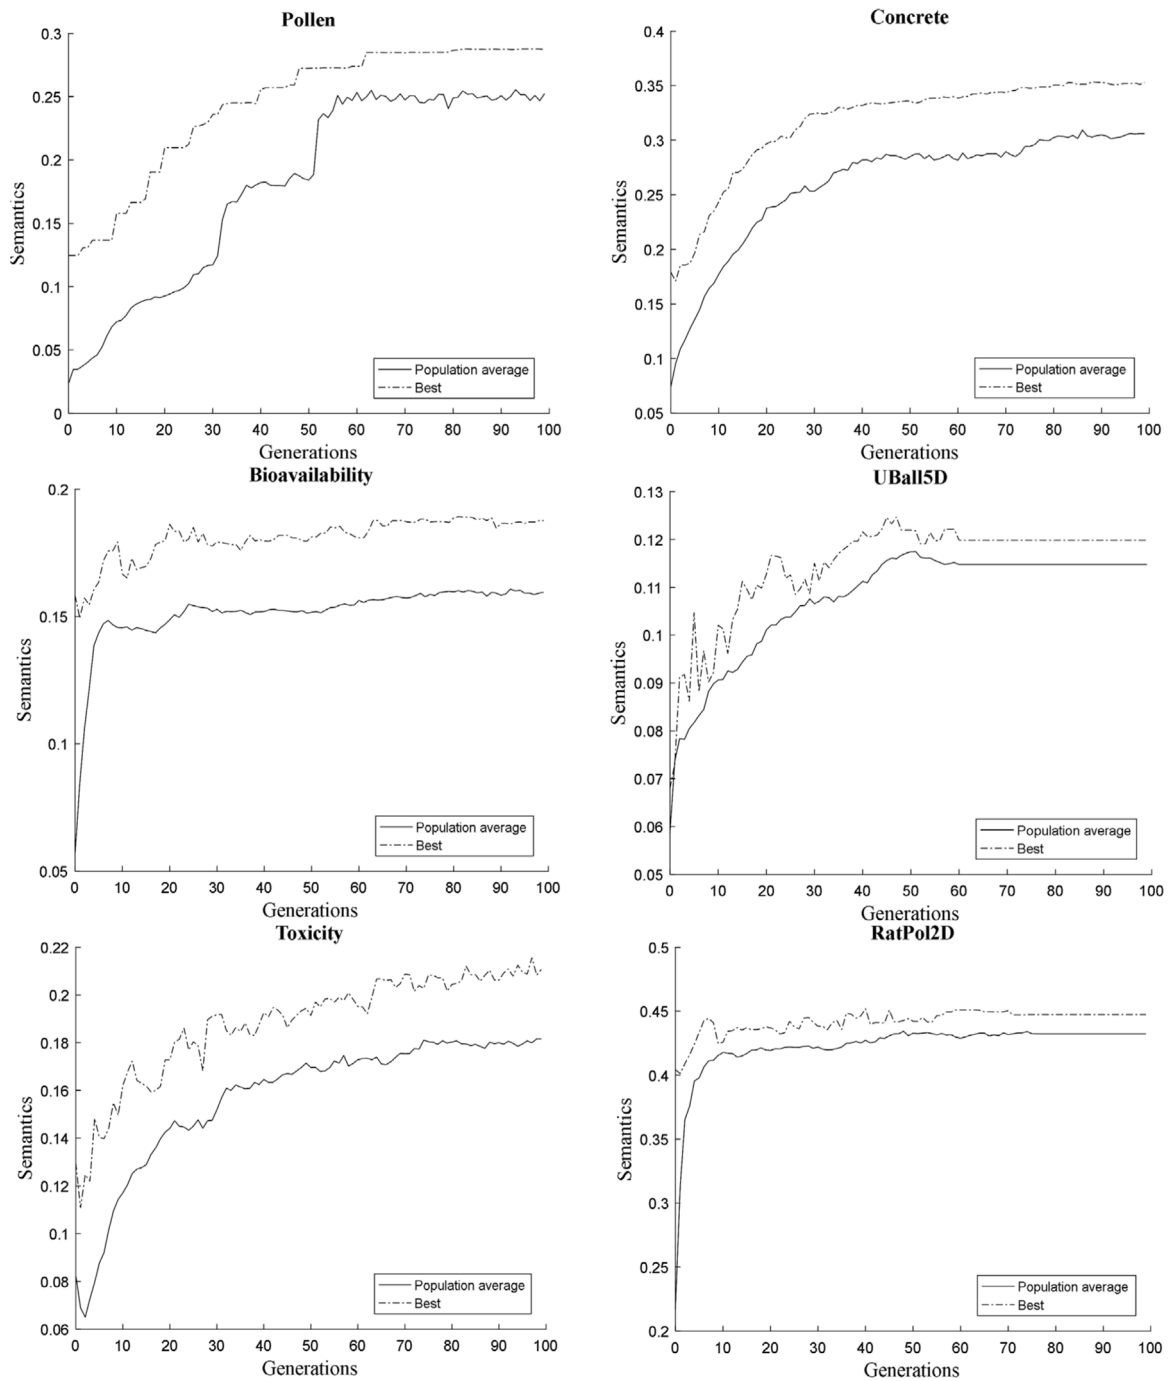 Pollen
0.3
0.25
0.2
0.15
0.1
0.05
0
Semantics
Population average
Best
0 10 20 30 40 50 60 70 80 90 100
Generations
Concrete
0.4
0.35
0.3
0.25
0.2
0.15
0.1
0.05
Semantics
Population average
Best
0 10 20 30 40 50 60 70 80 90 100
Generations
Bioavailability
0.2
0.15
0.1
0.05
Semantics
Population average
Best
0 10 20 30 40 50 60 70 80 90 100
Generations
UBall5D
0.13
0.12
0.11
0.1
0.09
0.08
0.07
0.06
0.05
Semantics
Population average
Best
0 10 20 30 40 50 60 70 80 90 100
Generations
Toxicity
0.22
0.2
0.18
0.16
0.14
0.12
0.1
0.08
0.06
Semantics
Population average
Best
0 10 20 30 40 50 60 70 80 90 100
Generations
RatPol2D
0.5
0.45
0.4
0.35
0.3
0.25
0.2
Semantics
Population average
Best
0 10 20 30 40 50 60 70 80 90 100
Generations